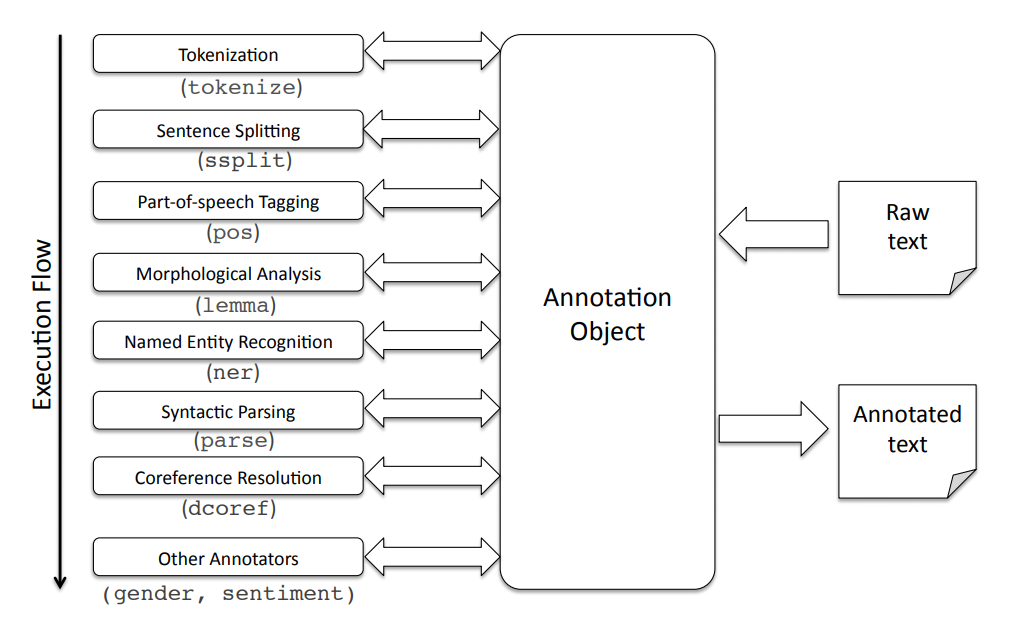 Execution Flow
Tokenization
(tokenize)
Sentence Splitting
(ssplit)
Part-of-speech Tagging
(pos)
Morphological Analysis
(lemma)
Named Entity Recognition
(ner)
Syntactic Parsing
(parse)
Coreference Resolution
(dcoref)
Other Annotators
(gender, sentiment)
Annotation
Object
Raw
text
Annotated
text